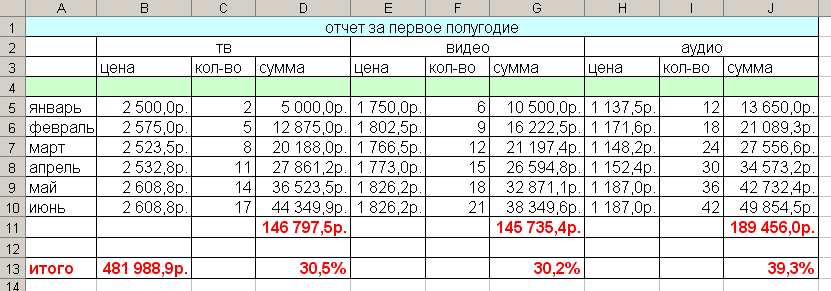 A B C D E F G H I J
1 отчет за первое полугодие
2 тв видео аудио
3 цена кол-во сумма цена кол-во сумма цена кол-во сумма
4
5 январь 2 500,0р. 2 5 000,0р. 1 750,0р. 6 10 500,0р. 1 137,5р. 12 13 650,0р.
6 февраль 2 575,0р. 5 12 875,0р. 1 802,5р. 9 16 222,5р. 1 171,6р. 18 21 089,3р.
7 март 2 523,5р. 8 20 188,0р. 1 766,5р. 12 21 197,4р. 1 148,2р. 24 27 556,6р.
8 апрель 2 532,8р. 11 27 861,2р. 1 773,0р. 15 26 594,8р. 1 152,4р. 30 34 573,2р.
9 май 2 608,8р. 14 36 523,5р. 1 826,2р. 18 32 871,1р. 1 187,0р. 36 42 732,4р.
10 июнь 2 608,8р. 17 44 349,9р. 1 826,2р. 21 38 349,6р. 1 187,0р. 42 49 854,5р.
11 146 797,5р. 145 735,4р. 189 456,0р.
12
13 итого 481 988,9р. 30,5% 30,2% 39,3%
14